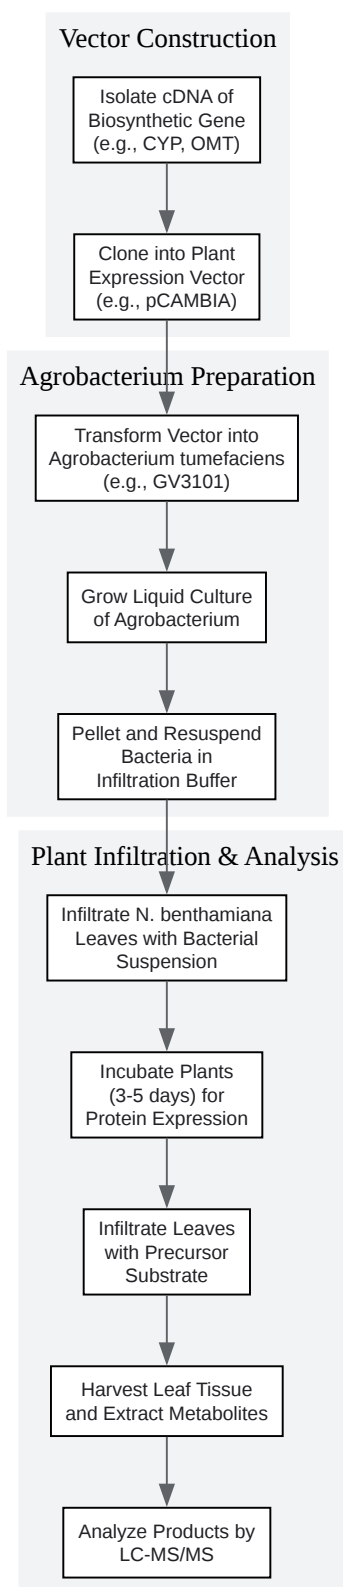 Vector Construction
Isolate cDNA of
Biosynthetic Gene
(e.g., CYP, OMT)
Clone into Plant
Expression Vector
(e.g., pCAMBIA)
Agrobacterium Preparation
Transform Vector into
Agrobacterium tumefaciens
(e.g., GV3101)
Grow Liquid Culture
of Agrobacterium
Pellet and Resuspend
Bacteria in
Infiltration Buffer
Plant Infiltration & Analysis
Infiltrate N. benthamiana
Leaves with Bacterial
Suspension
Incubate Plants
(3-5 days) for
Protein Expression
Infiltrate Leaves
with Precursor
Substrate
Harvest Leaf Tissue
and Extract Metabolites
Analyze Products by
LC-MS/MS